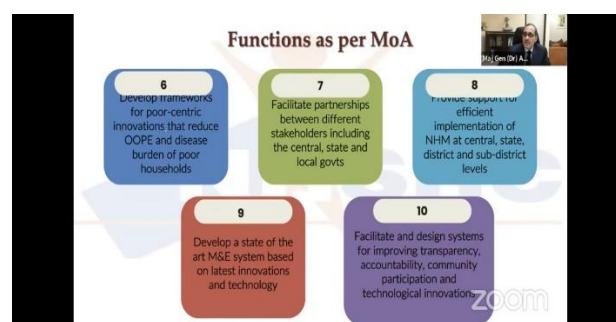 Functions as per MoA
Maj Gen (Dr) A...
6
Develop frameworks
for poor-centric
innovations that reduce
OOPE and disease
burden of poor
households
7
Facilitate partnerships
between different
stakeholders including
the central, state and
local govts
8
Provide support for
efficient
implementation of
NHM at central, state,
district and sub-district
levels
9
Develop a state of the
art M&E system based
on latest innovations
and technology
10
Facilitate and design systems
for improving transparency,
accountability, community
participation and
technological innovations
zoom